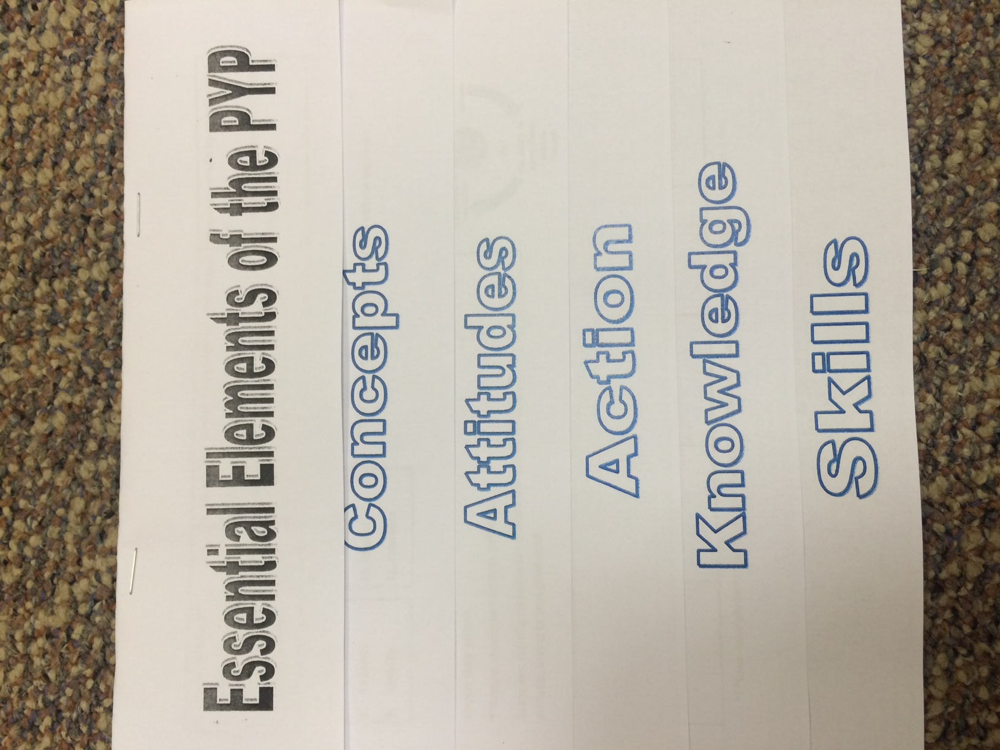 Essential Elements of the PYP
Concepts
Attitudes
Action
Knowledge
Skills